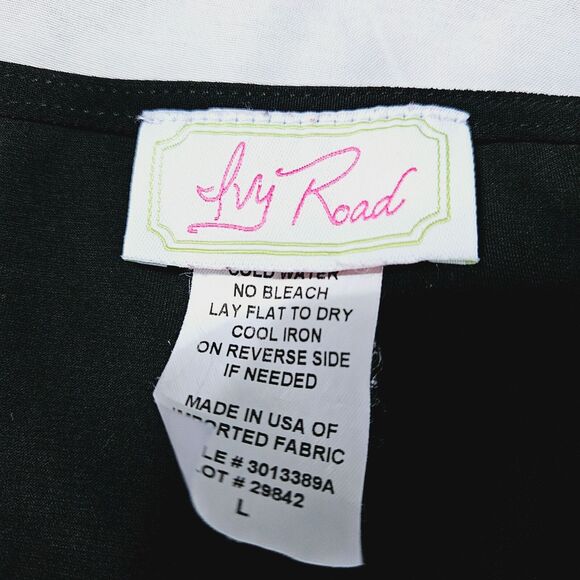 Ivy Road
COLD WATER
NO BLEACH
LAY FLAT TO DRY
COOL IRON
ON REVERSE SIDE
IF NEEDED
MADE IN USA OF
IMPORTED FABRIC
LE # 3013389A
LOT # 29842
L